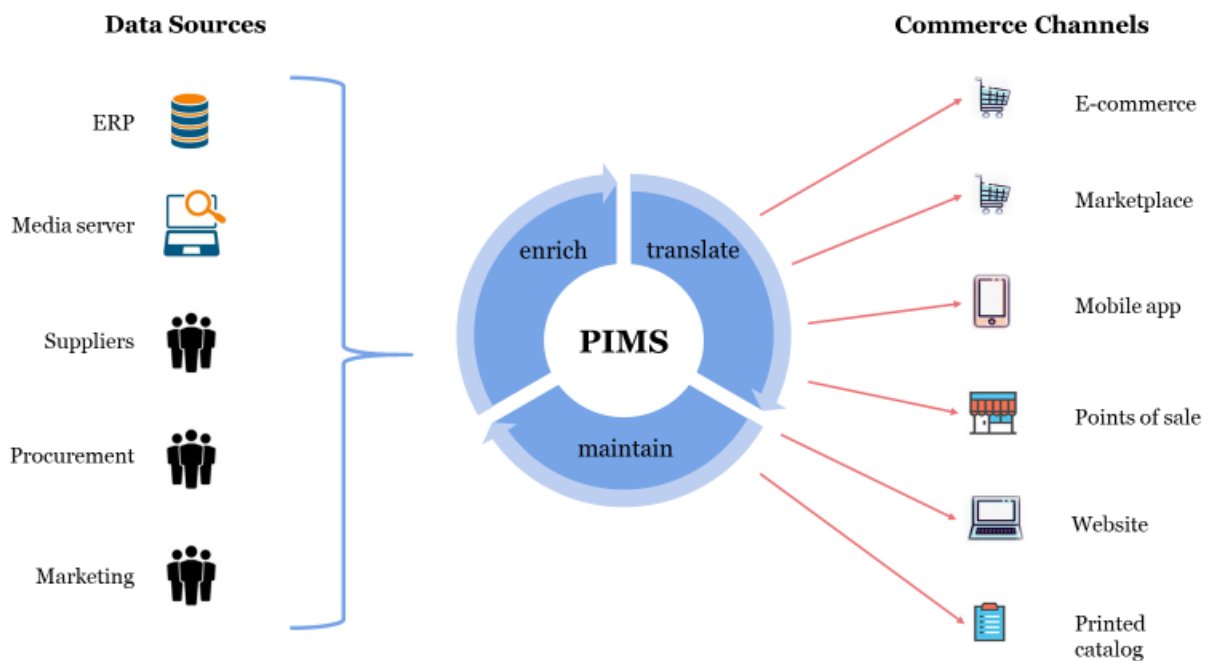 Data Sources
ERP
Media server
Suppliers
Procurement
Marketing
enrich
translate
PIMS
maintain
Commerce Channels
E-commerce
Marketplace
Mobile app
Points of sale
Website
Printed
catalog